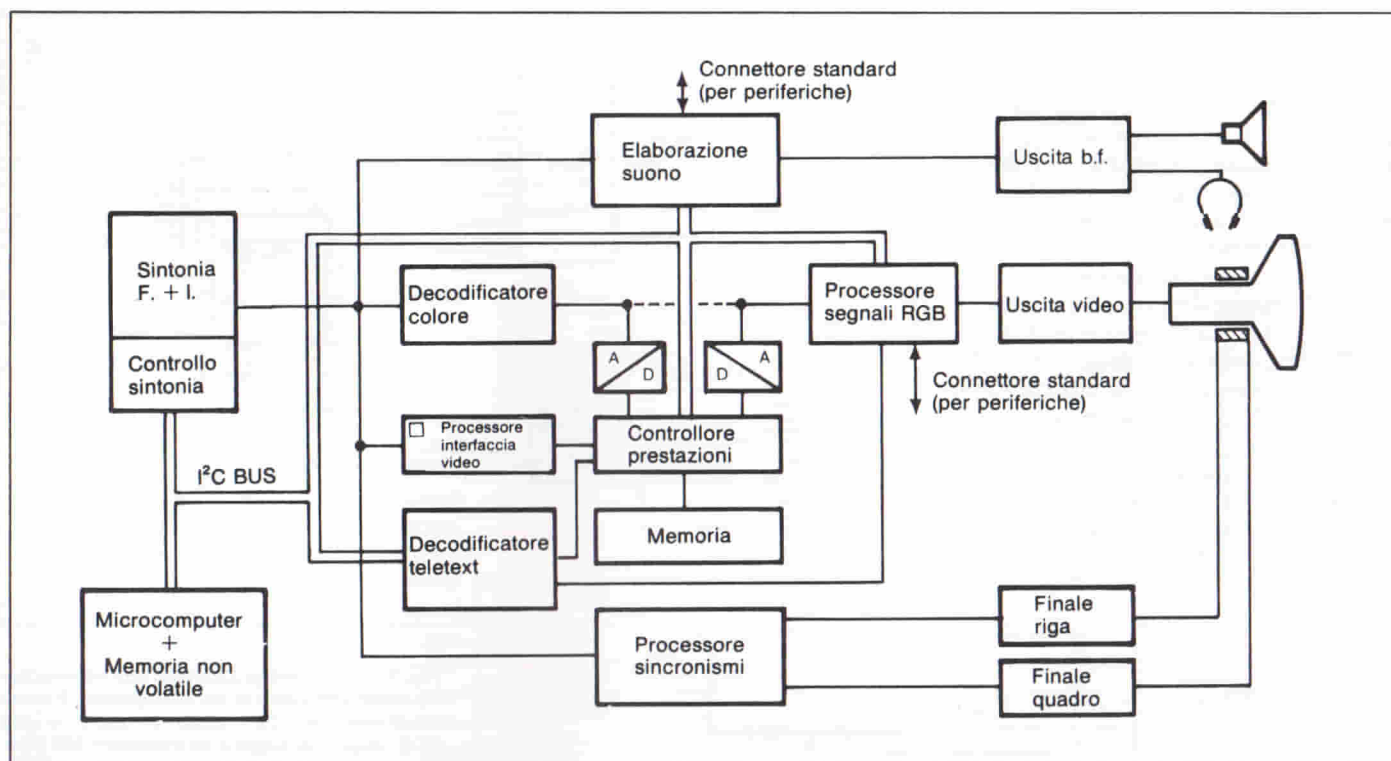 Connettore standard
(per periferiche)
Elaborazione
suono
Uscita b.f.
Sintonia
F. + I.
Controllo
sintonia
Decodificatore
colore
A
D
A
D
Processore
segnali RGB
Uscita video
Connettore standard
(per periferiche)
Processore
interfaccia
video
Controllore
prestazioni
I²C BUS
Decodificatore
teletext
Memoria
Microcomputer
+
Memoria non
volatile
Processore
sincronismi
Finale
riga
Finale
quadro